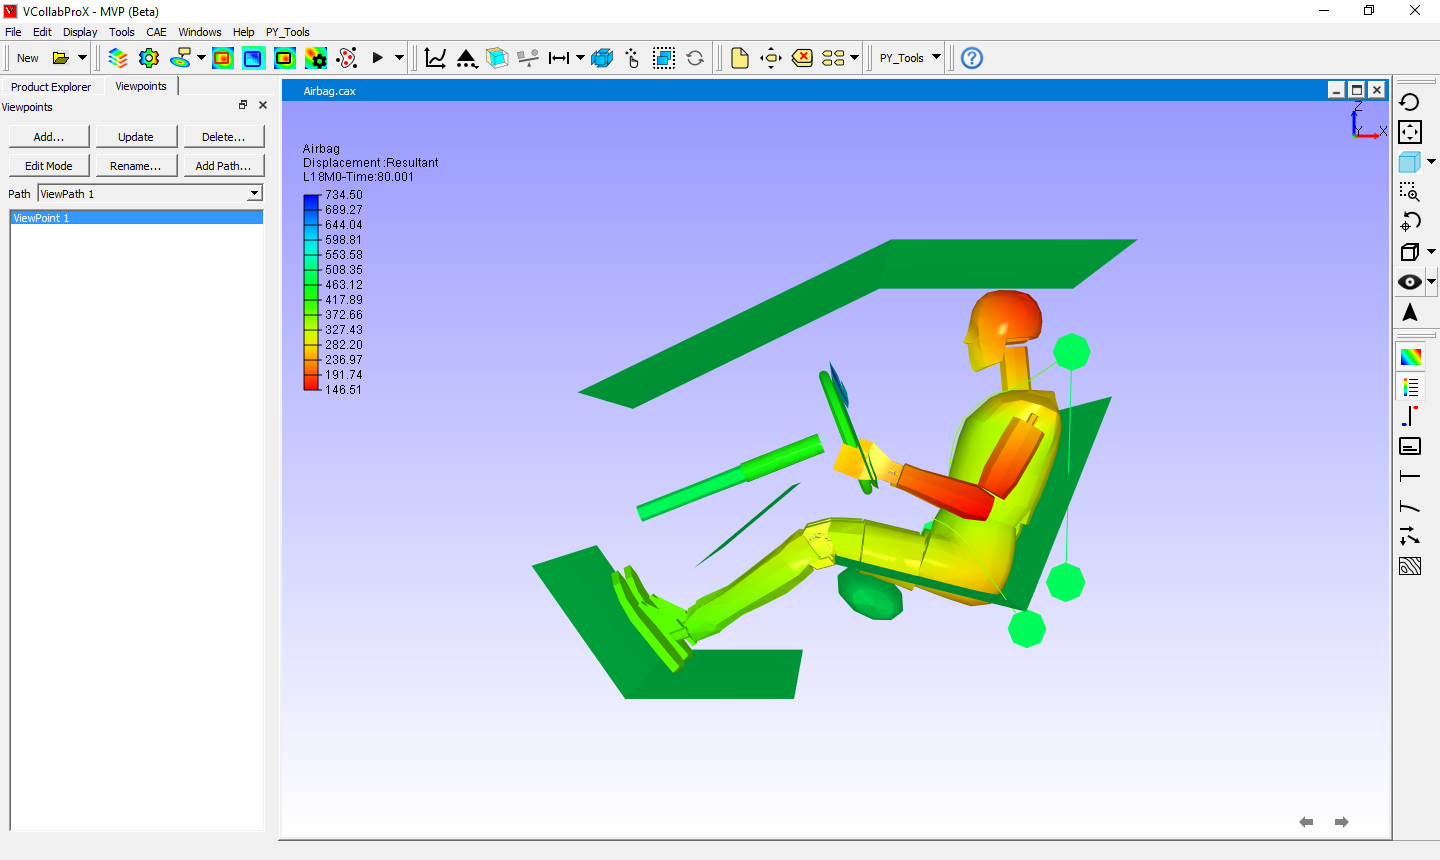 VCollabProX - MVP (Beta)
File Edit Display Tools CAE Windows Help PY_Tools
New PY_Tools
Product Explorer Viewpoints
Viewpoints
Add... Update Delete...
Edit Mode Rename... Add Path...
Path ViewPath 1
ViewPoint 1
Airbag.cax
Z
Y X
Airbag
Displacement :Resultant
L18M0-Time:80.001
734.50
689.27
644.04
598.81
553.58
508.35
463.12
417.89
372.66
327.43
282.20
236.97
191.74
146.51